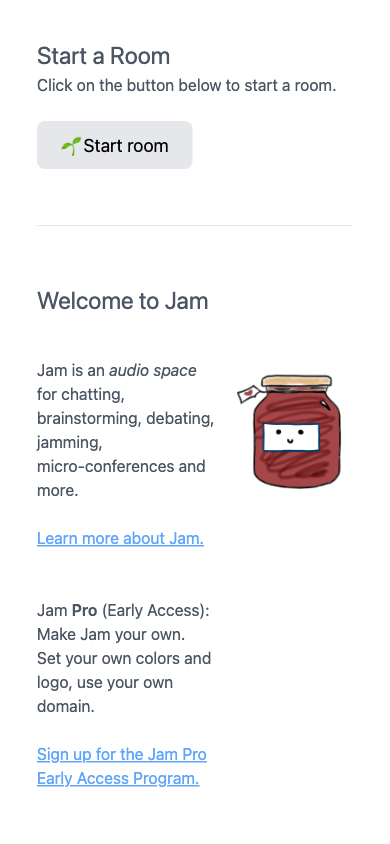 Start a Room
Click on the button below to start a room.
🌱Start room
Welcome to Jam
Jam is an audio space
for chatting,
brainstorming, debating,
jamming,
micro-conferences and
more.
Learn more about Jam.
Jam Pro (Early Access):
Make Jam your own.
Set your own colors and
logo, use your own
domain.
Sign up for the Jam Pro
Early Access Program.